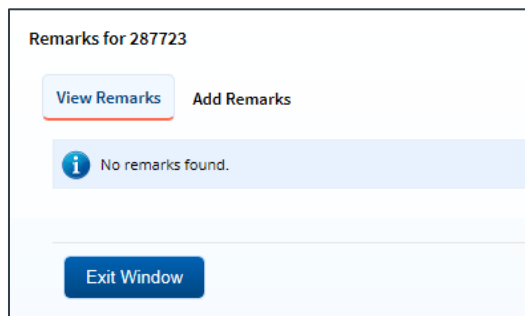 Remarks for 287723
View Remarks Add Remarks
No remarks found.
Exit Window